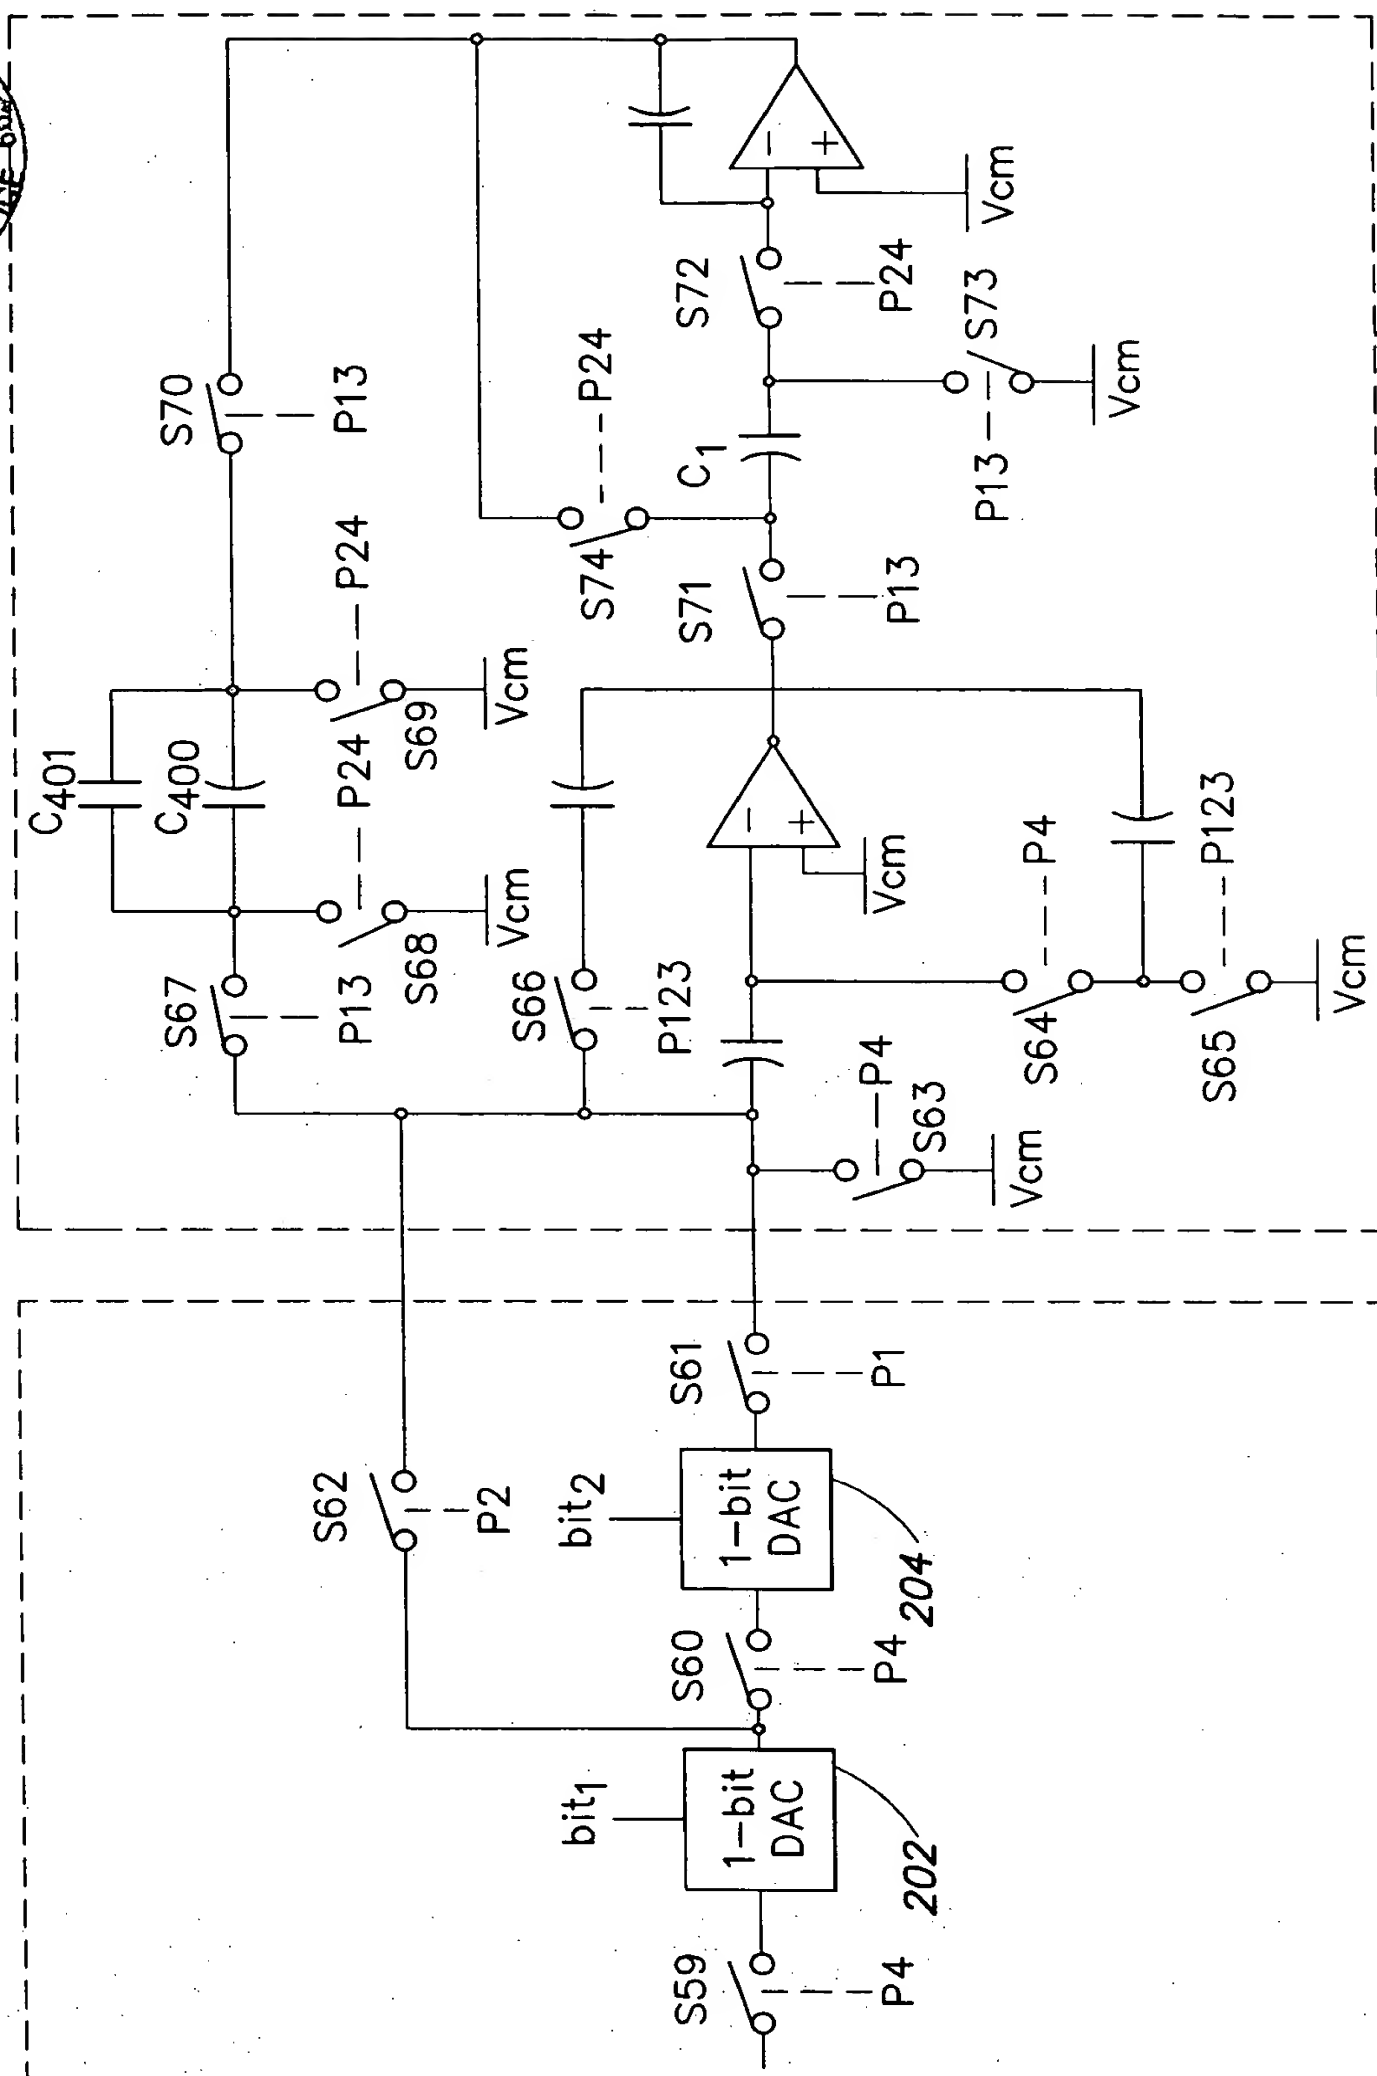 S59
P4
bit1
1-bit
DAC
202
S60
P4
bit2
1-bit
DAC
204
S61
P1
S62
P2
S63
P4
Vcm
S64
P4
S65
P123
Vcm
S66
P123
S67
P13
S68
P24
Vcm
S69
P24
Vcm
C400
C401
−
+
Vcm
S70
P13
S71
P13
S74
P24
C1
S72
P24
S73
P13
Vcm
−
+
Vcm